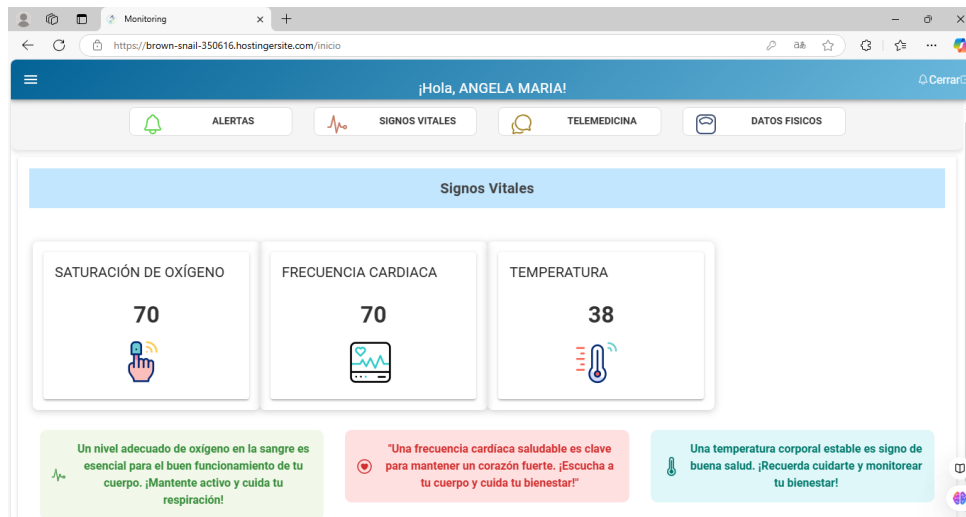 Monitoring
https://brown-snail-350616.hostingersite.com/inicio
¡Hola, ANGELA MARIA!
Cerrar
ALERTAS
SIGNOS VITALES
TELEMEDICINA
DATOS FISICOS
Signos Vitales
SATURACIÓN DE OXÍGENO
70
FRECUENCIA CARDIACA
70
TEMPERATURA
38
Un nivel adecuado de oxígeno en la sangre es
esencial para el buen funcionamiento de tu
cuerpo. ¡Mantente activo y cuida tu
respiración!
"Una frecuencia cardíaca saludable es clave
para mantener un corazón fuerte. ¡Escucha a
tu cuerpo y cuida tu bienestar!"
Una temperatura corporal estable es signo de
buena salud. ¡Recuerda cuidarte y monitorear
tu bienestar!